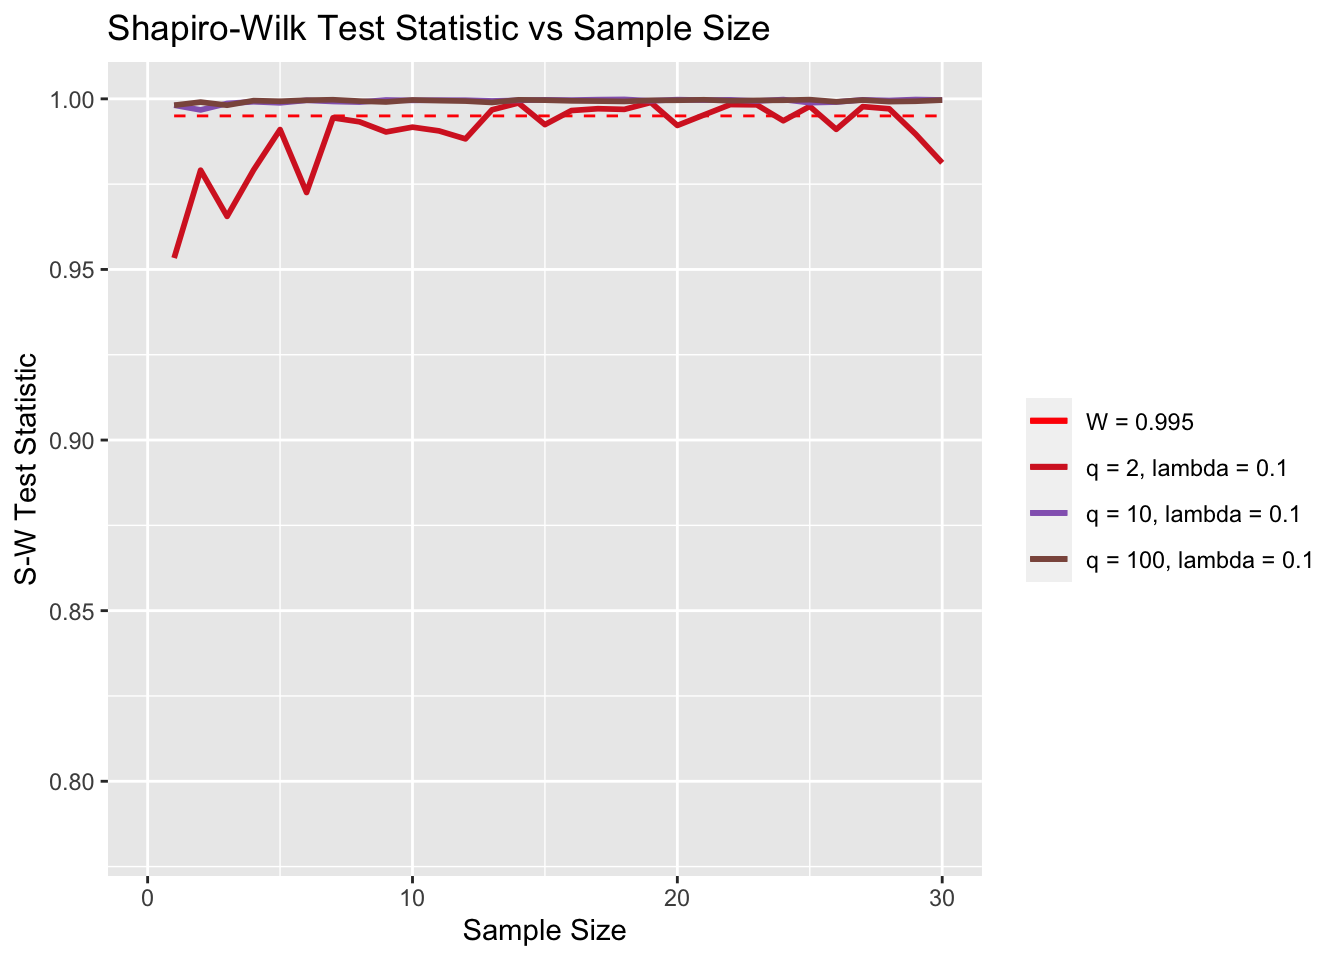 Shapiro-Wilk Test Statistic vs Sample Size
1.00
0.95
0.90
0.85
0.80
S-W Test Statistic
0
10
20
30
Sample Size
W = 0.995
q = 2, lambda = 0.1
q = 10, lambda = 0.1
q = 100, lambda = 0.1